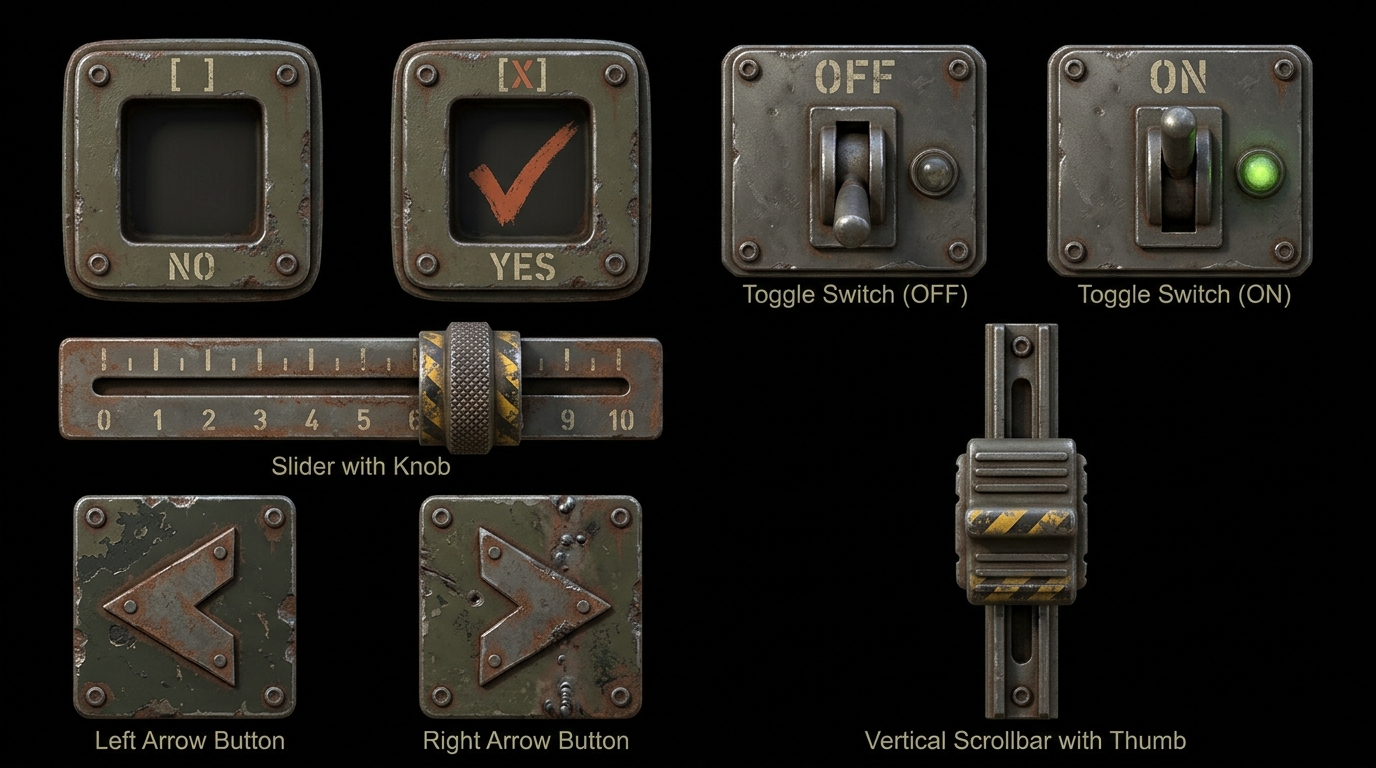 [ ]
NO
[X]
YES
OFF
Toggle Switch (OFF)
ON
Toggle Switch (ON)
0 1 2 3 4 5 6 9 10
Slider with Knob
Left Arrow Button
Right Arrow Button
Vertical Scrollbar with Thumb